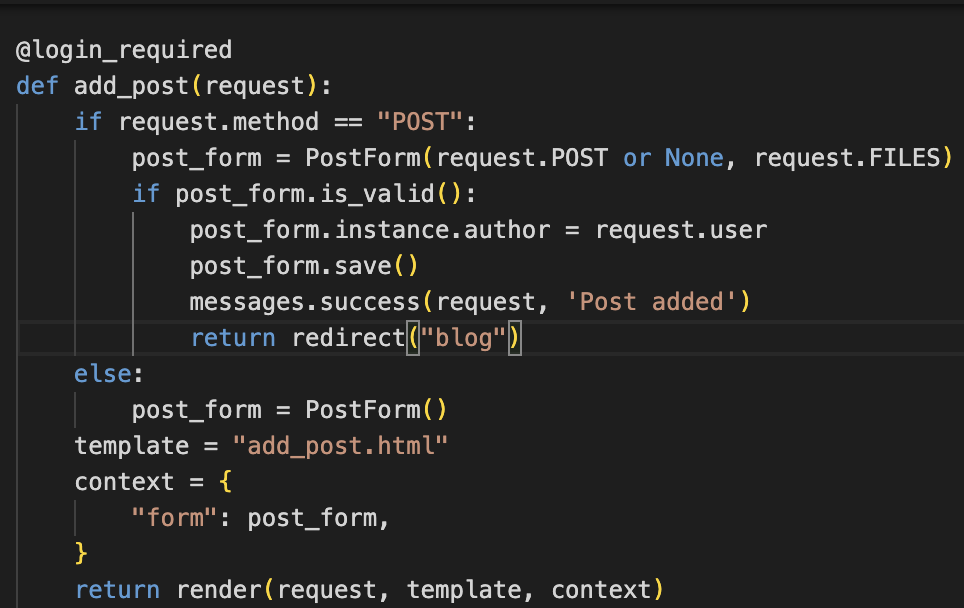 @login_required
def add_post(request):
    if request.method == "POST":
        post_form = PostForm(request.POST or None, request.FILES)
        if post_form.is_valid():
            post_form.instance.author = request.user
            post_form.save()
            messages.success(request, 'Post added')
            return redirect("blog")
    else:
        post_form = PostForm()
    template = "add_post.html"
    context = {
        "form": post_form,
    }
    return render(request, template, context)